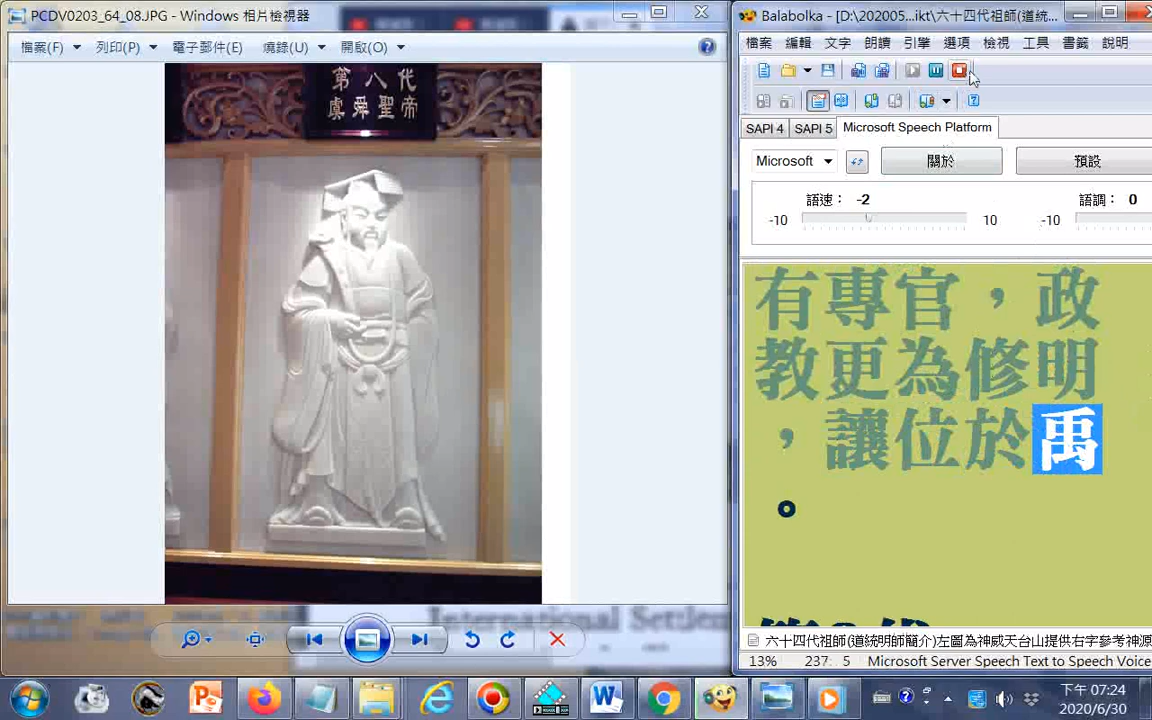 PCDV0203_64_08.JPG - Windows 相片檢視器
檔案(F) 列印(P) 電子郵件(E) 燒錄(U) 開啟(O)
第八代
虞舜聖帝
International Settlem
Balabolka - [D:\202005...ikt\六十四代祖師(道統...
檔案 編輯 文字 朗讀 引擎 選項 檢視 工具 書籤 說明
SAPI 4 SAPI 5 Microsoft Speech Platform
Microsoft 關於 預設
語速： -2 語調： 0
-10 10 -10
有專官，政
教更為修明
，讓位於禹
。
六十四代祖師(道統明師簡介)左圖為神威天台山提供右字參考神源
13% 237: 5 Microsoft Server Speech Text to Speech Voice
下午 07:24
2020/6/30